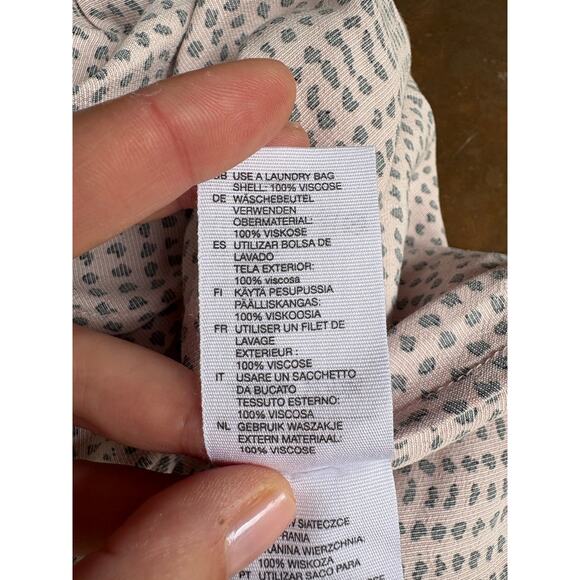 USE A LAUNDRY BAG
SHELL: 100% VISCOSE
DE WÄSCHEBEUTEL
VERWENDEN
OBERMATERIAL:
100% VISKOSE
ES UTILIZAR BOLSA DE
LAVADO
TELA EXTERIOR:
100% viscosa
FI KÄYTÄ PESUPUSSIA
PÄÄLLISKANGAS:
100% VISKOOSIA
FR UTILISER UN FILET DE
LAVAGE
EXTERIEUR :
100% VISCOSE
IT USARE UN SACCHETTO
DA BUCATO
TESSUTO ESTERNO:
100% VISCOSA
NL GEBRUIK WASZAKJE
EXTERN MATERIAAL:
100% VISCOSE
SIATECZCE
WIERZCHNIA:
100% WISKOZA
PT UTILIZAR SACO PARA